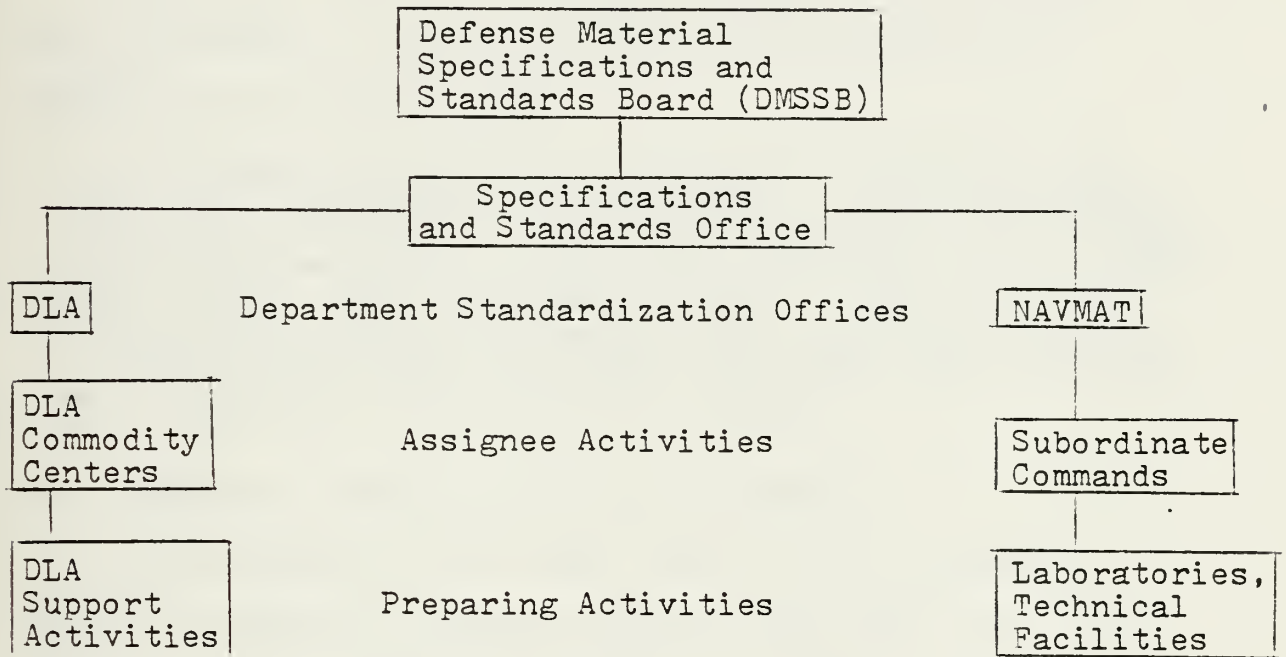 Defense Material
Specifications and
Standards Board (DMSSB)
Specifications
and Standards Office
DLA
Department Standardization Offices
NAVMAT
DLA
Commodity
Centers
Assignee Activities
Subordinate
Commands
DLA
Support
Activities
Preparing Activities
Laboratories,
Technical
Facilities